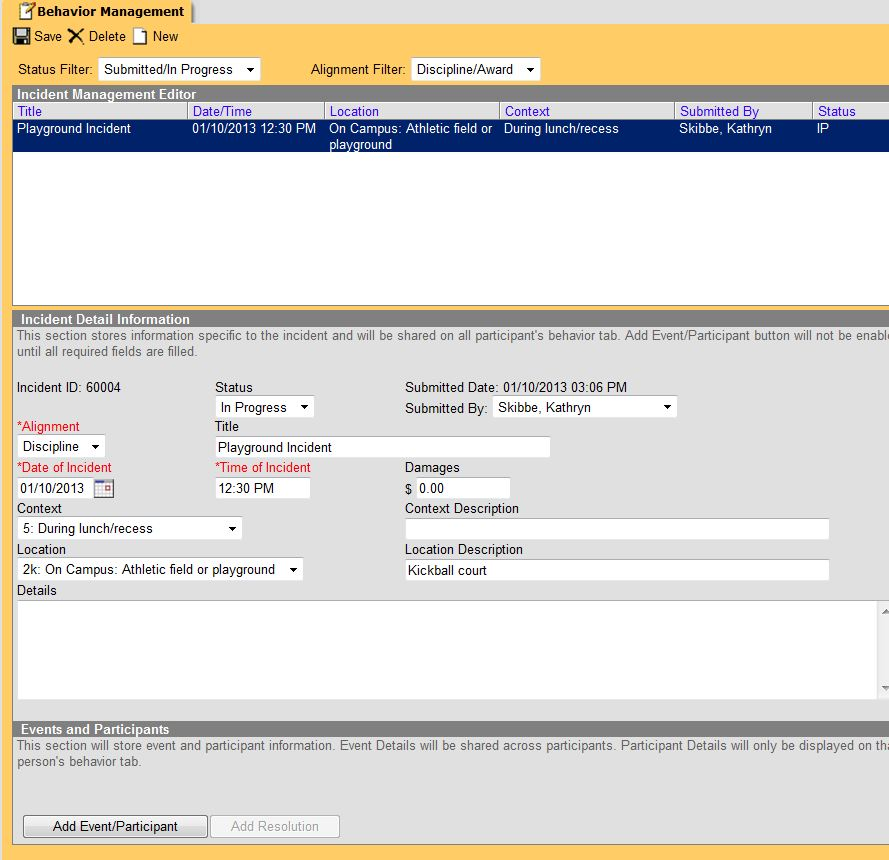 Behavior Management
Save Delete New
Status Filter: Submitted/In Progress Alignment Filter: Discipline/Award
Incident Management Editor
Title Date/Time Location Context Submitted By Status
Playground Incident 01/10/2013 12:30 PM On Campus: Athletic field or During lunch/recess Skibbe, Kathryn IP
playground
Incident Detail Information
This section stores information specific to the incident and will be shared on all participant's behavior tab. Add Event/Participant button will not be enable
until all required fields are filled.
Incident ID: 60004 Status Submitted Date: 01/10/2013 03:06 PM
In Progress Submitted By: Skibbe, Kathryn
*Alignment Title
Discipline Playground Incident
*Date of Incident *Time of Incident Damages
01/10/2013 12:30 PM $ 0.00
Context Context Description
5: During lunch/recess
Location Location Description
2k: On Campus: Athletic field or playground Kickball court
Details
Events and Participants
This section will store event and participant information. Event Details will be shared across participants. Participant Details will only be displayed on tha
person's behavior tab.
Add Event/Participant Add Resolution